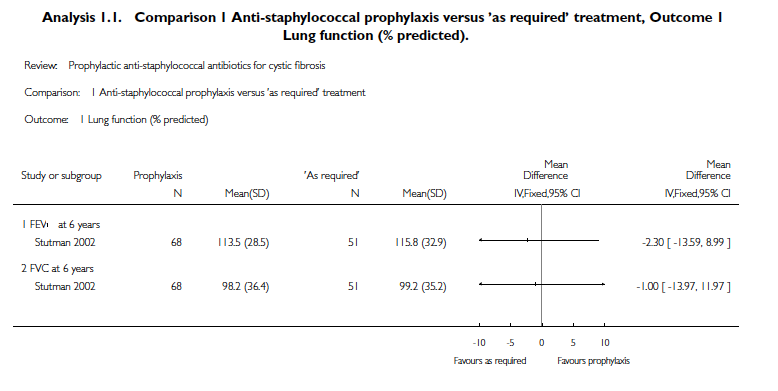 Analysis 1.1. Comparison 1 Anti-staphylococcal prophylaxis versus 'as required' treatment, Outcome 1
Lung function (% predicted).
Review: Prophylactic anti-staphylococcal antibiotics for cystic fibrosis
Comparison: 1 Anti-staphylococcal prophylaxis versus 'as required' treatment
Outcome: 1 Lung function (% predicted)
Study or subgroup Prophylaxis 'As required' Mean Difference Mean Difference
N Mean(SD) N Mean(SD) IV,Fixed,95% CI IV,Fixed,95% CI
1 FEV1 at 6 years
Stutman 2002 68 113.5 (28.5) 51 115.8 (32.9) -2.30 [ -13.59, 8.99 ]
2 FVC at 6 years
Stutman 2002 68 98.2 (36.4) 51 99.2 (35.2) -1.00 [ -13.97, 11.97 ]
-10 -5 0 5 10
Favours as required Favours prophylaxis